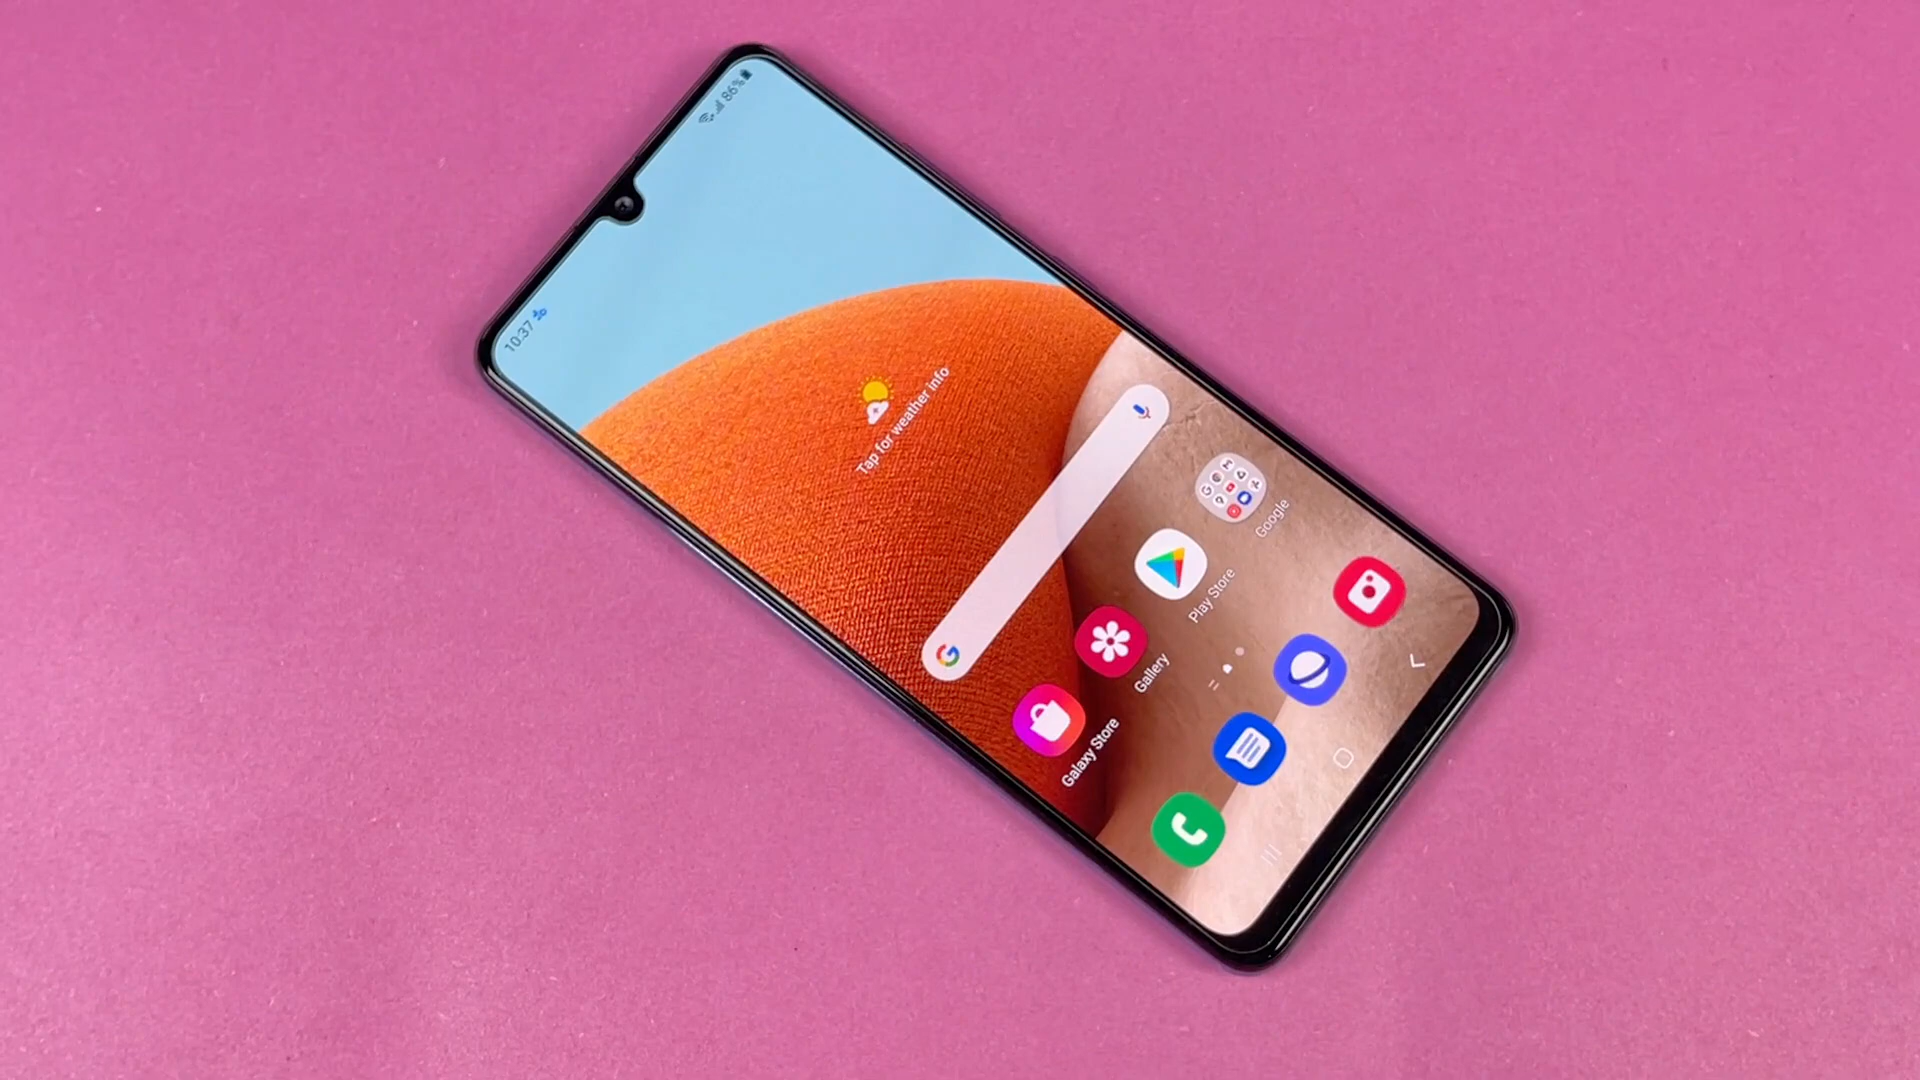 10:37
86%
Tap for weather info
Galaxy Store
Gallery
Play Store
Google